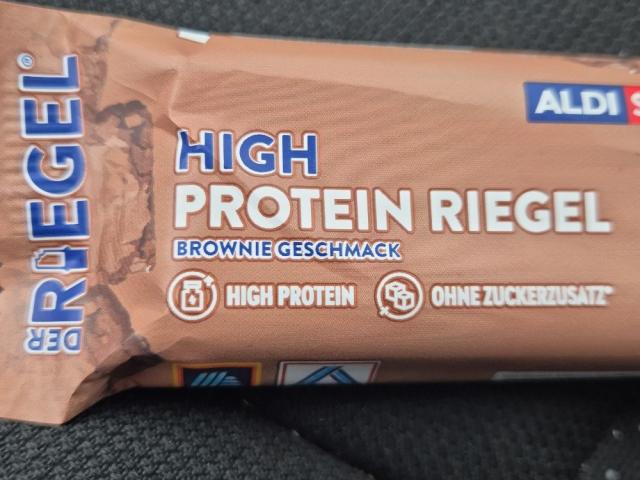 DER RIEGEL®
ALDI
HIGH
PROTEIN RIEGEL
BROWNIE GESCHMACK
HIGH PROTEIN
OHNE ZUCKERZUSATZ*